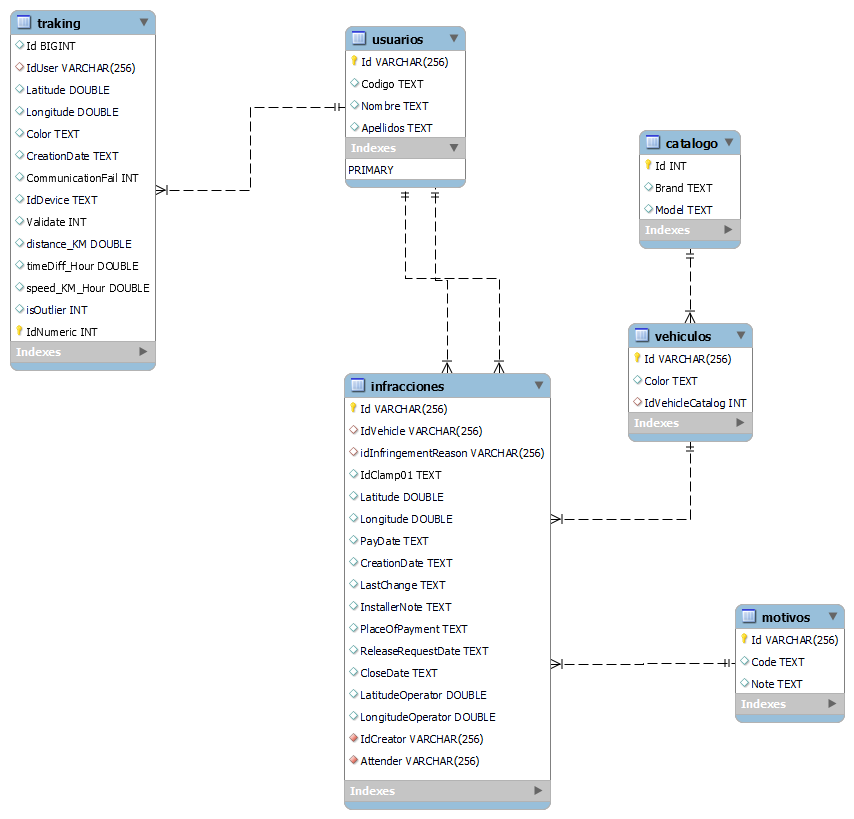 traking
Id BIGINT
IdUser VARCHAR(256)
Latitude DOUBLE
Longitude DOUBLE
Color TEXT
CreationDate TEXT
CommunicationFail INT
IdDevice TEXT
Validate INT
distance_KM DOUBLE
timeDiff_Hour DOUBLE
speed_KM_Hour DOUBLE
isOutlier INT
IdNumeric INT
Indexes
usuarios
Id VARCHAR(256)
Codigo TEXT
Nombre TEXT
Apellidos TEXT
Indexes
PRIMARY
catalogo
Id INT
Brand TEXT
Model TEXT
Indexes
vehiculos
Id VARCHAR(256)
Color TEXT
IdVehicleCatalog INT
Indexes
infracciones
Id VARCHAR(256)
IdVehicle VARCHAR(256)
idInfringementReason VARCHAR(256)
IdClamp01 TEXT
Latitude DOUBLE
Longitude DOUBLE
PayDate TEXT
CreationDate TEXT
LastChange TEXT
InstallerNote TEXT
PlaceOfPayment TEXT
ReleaseRequestDate TEXT
CloseDate TEXT
LatitudeOperator DOUBLE
LongitudeOperator DOUBLE
IdCreator VARCHAR(256)
Attender VARCHAR(256)
Indexes
motivos
Id VARCHAR(256)
Code TEXT
Note TEXT
Indexes